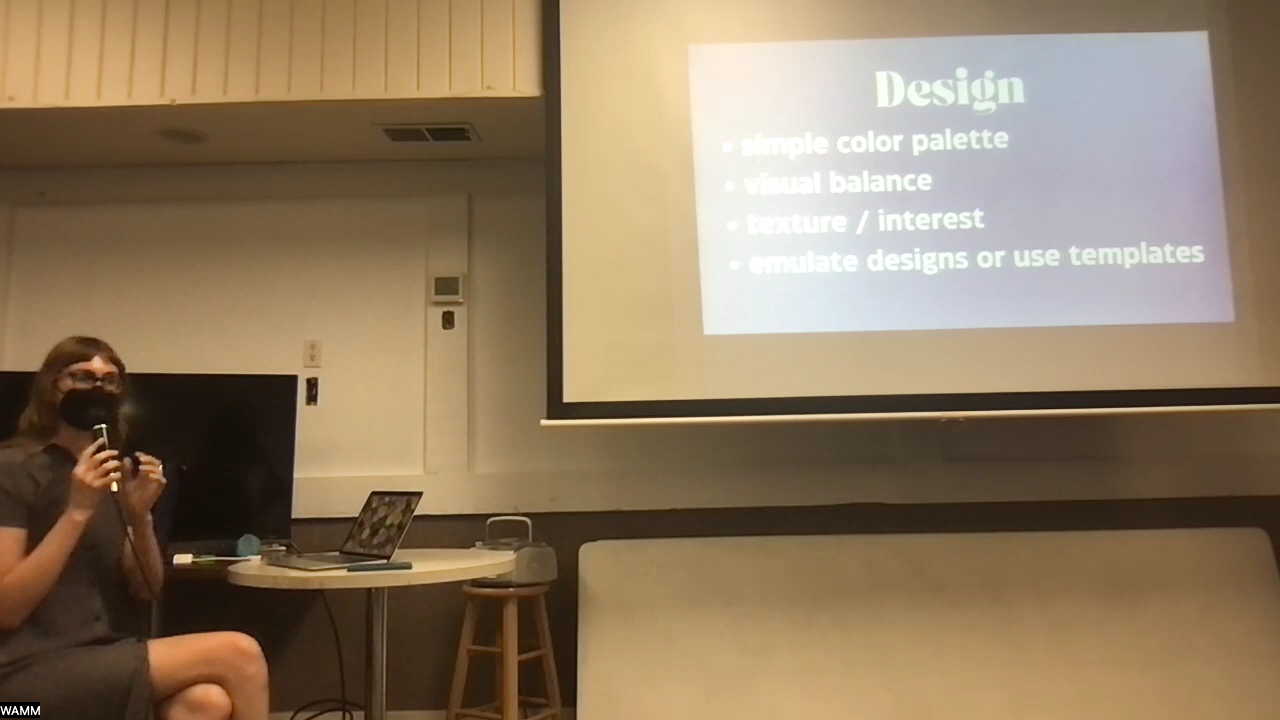 Design
• simple color palette
• visual balance
• texture / interest
• emulate designs or use templates
WAMM